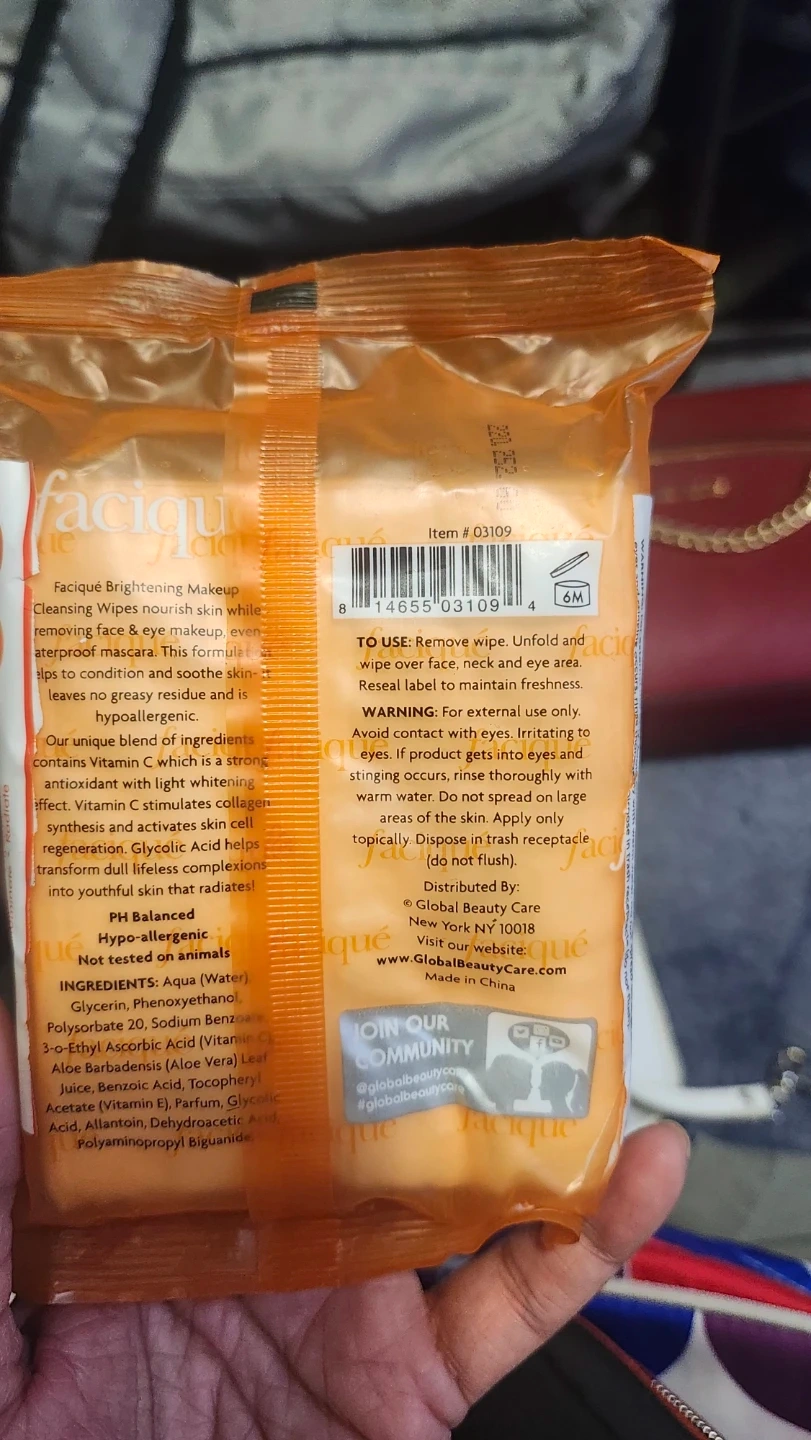 faciqu
Faciqué Brightening Makeup
Cleansing Wipes nourish skin while
removing face & eye makeup, even
aterproof mascara. This formulat
elps to condition and soothe skin- it
leaves no greasy residue and is
hypoallergenic.
Our unique blend of ingredients
contains Vitamin C which is a strong
antioxidant with light whitening
effect. Vitamin C stimulates collagen
synthesis and activates skin cell
regeneration. Glycolic Acid helps
transform dull lifeless complexions
into youthful skin that radiates!
PH Balanced
Hypo-allergenic
Not tested on animals
INGREDIENTS: Aqua (Water)
Glycerin, Phenoxyethanol,
Polysorbate 20, Sodium Benzoa
3-o-Ethyl Ascorbic Acid (Vitamin C)
Aloe Barbadensis (Aloe Vera) Leaf
Juice, Benzoic Acid, Tocopheryl
Acetate (Vitamin E), Parfum, Glycolic
Acid, Allantoin, Dehydroacetic Acid,
Polyaminopropyl Biguanide
Item # 03109
8 14655 03109 4
6M
TO USE: Remove wipe. Unfold and
wipe over face, neck and eye area.
Reseal label to maintain freshness.
WARNING: For external use only.
Avoid contact with eyes. Irritating to
eyes. If product gets into eyes and
stinging occurs, rinse thoroughly with
warm water. Do not spread on large
areas of the skin. Apply only
topically. Dispose in trash receptacle
(do not flush).
Distributed By:
© Global Beauty Care
New York NY 10018
Visit our website:
www.GlobalBeautyCare.com
Made in China
JOIN OUR
COMMUNITY
@globalbeautycare
#globalbeautycare